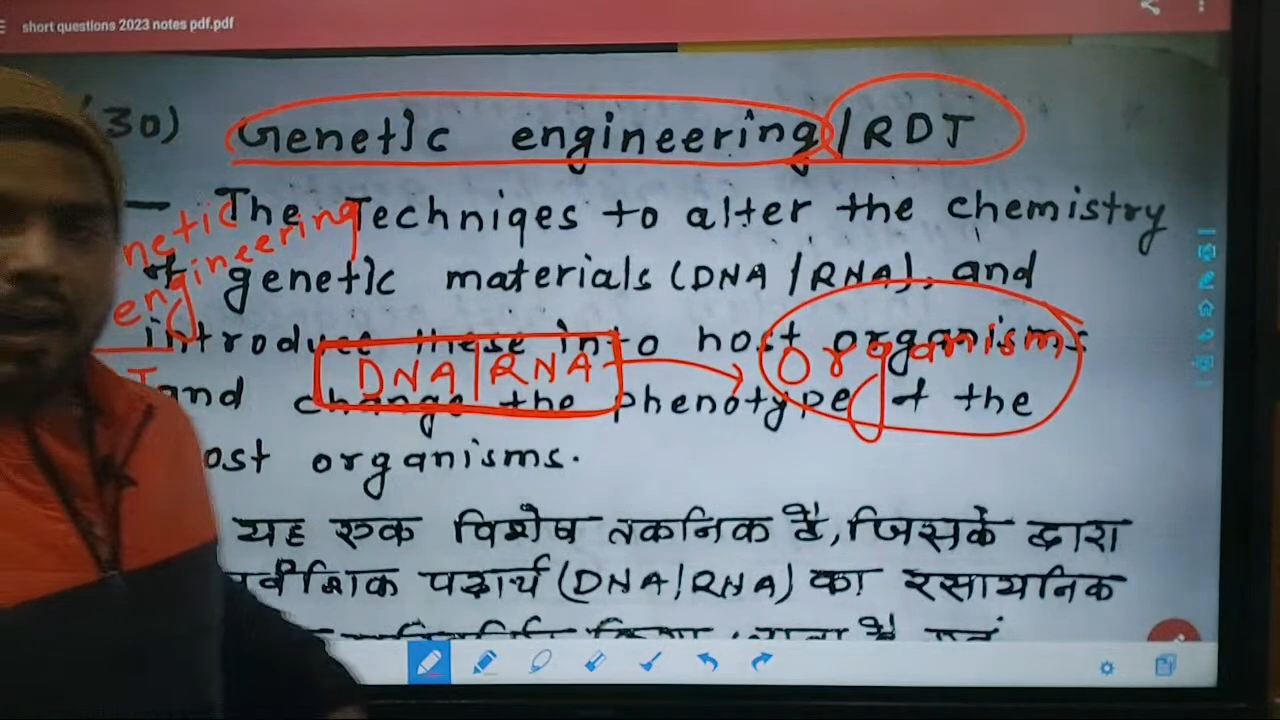 short questions 2023 notes pdf.pdf
(30) Genetic engineering/RDT
– The Techniqes to alter the chemistry
netic
of genetic materials (DNA/RNA), and
engineering
introduce these into host organisms
DNA|RNA
organisms
and change the phenotype of the
ost organisms.
यह एक विशेष तकनिक है, जिसके द्वारा
पदार्थ (DNA/RNA) का रसायनिक